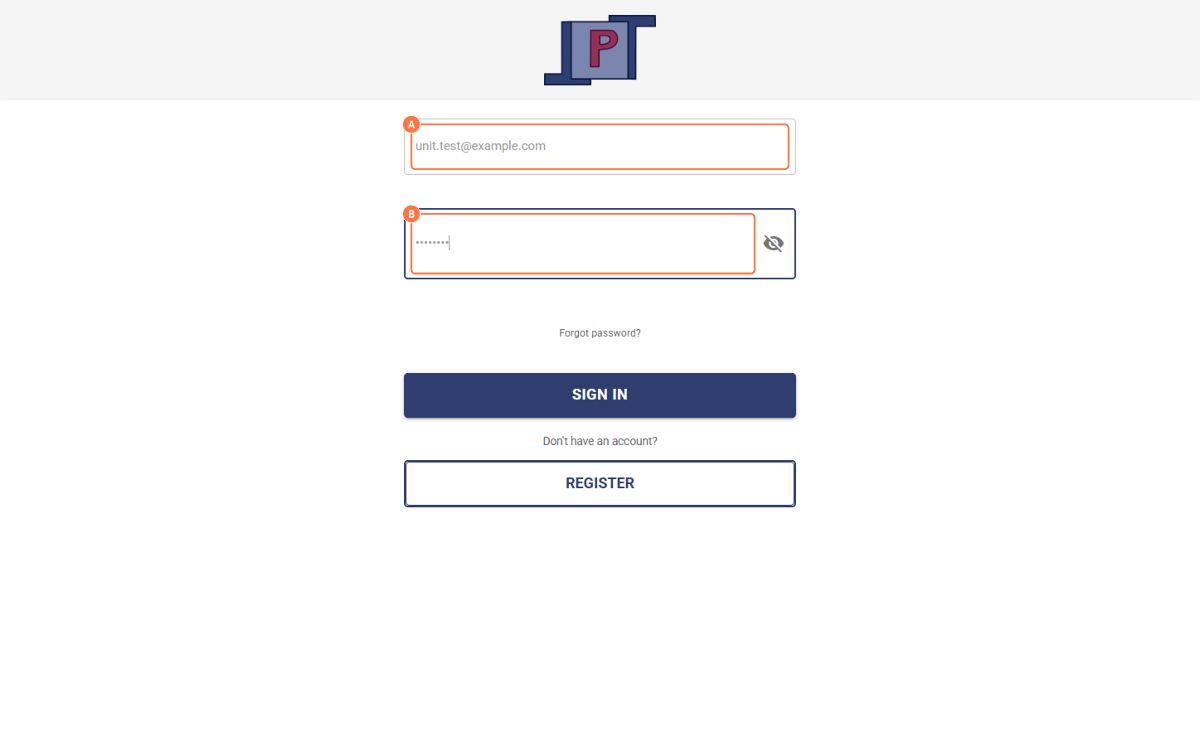 P
A
unit.test@example.com
B
••••••••
Forgot password?
SIGN IN
Don't have an account?
REGISTER